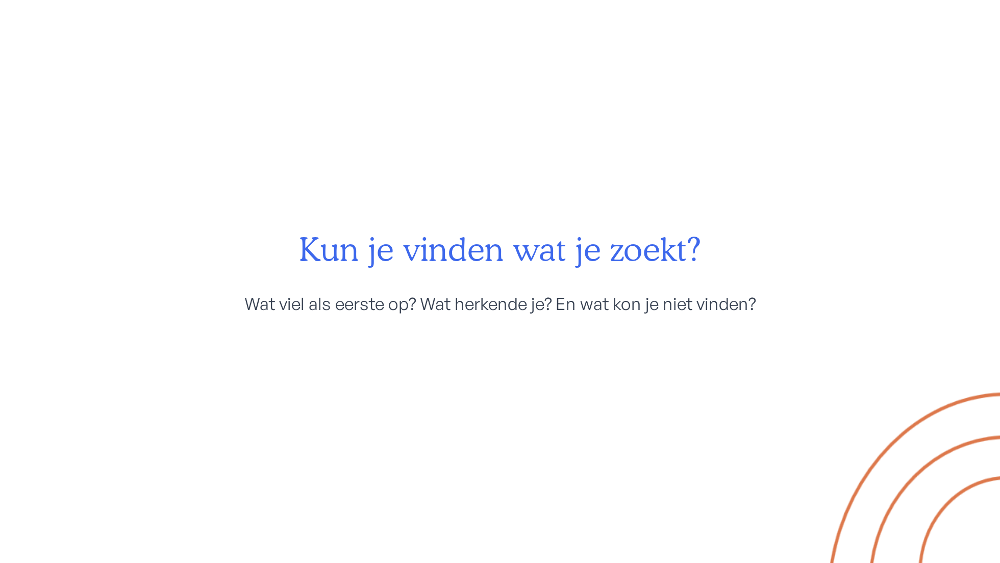 Kun je vinden wat je zoekt?
Wat viel als eerste op? Wat herkende je? En wat kon je niet vinden?